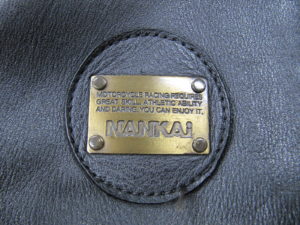 MOTORCYCLE RACING REQUIRES
GREAT SKILL, ATHLETIC ABILITY
AND DARING. YOU CAN ENJOY IT.
NANKAi